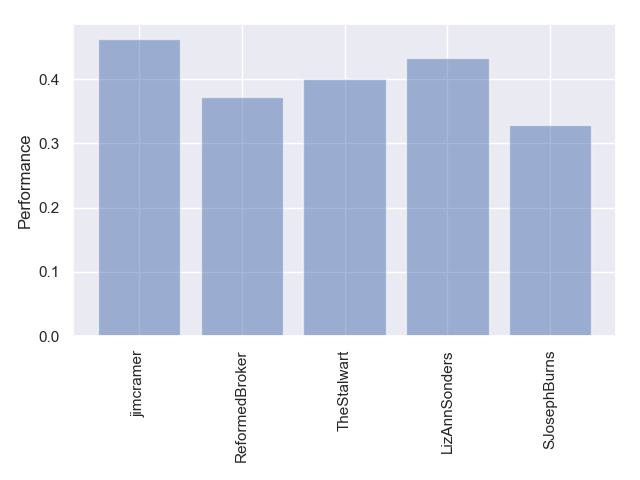 Performance
0.4
0.3
0.2
0.1
0.0
jimcramer
ReformedBroker
TheStalwart
LizAnnSonders
SJosephBurns